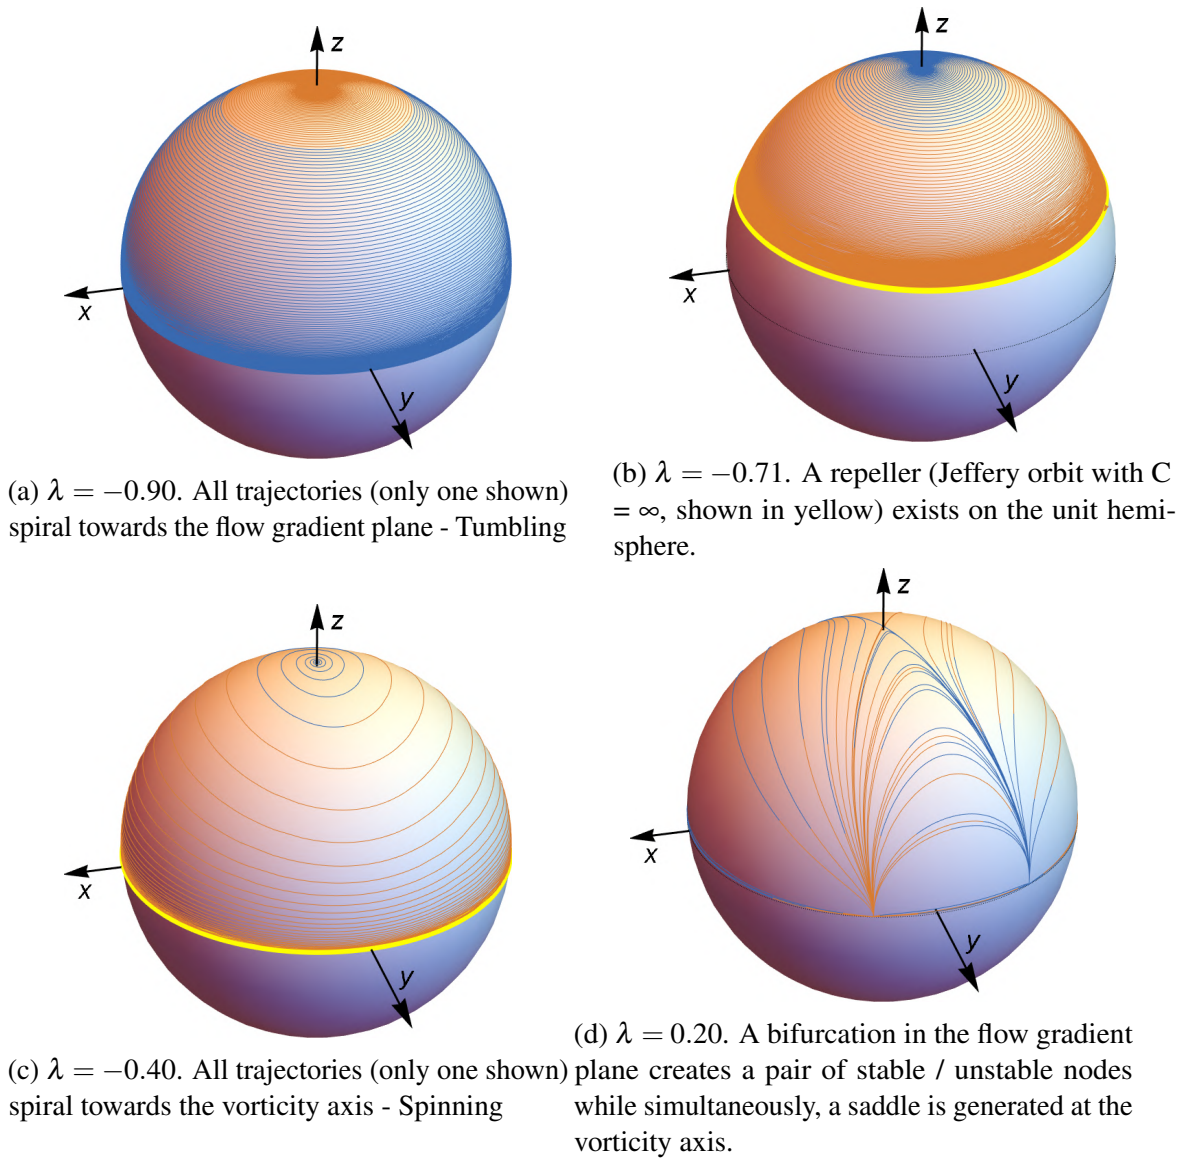 z
x
y
(a) λ = −0.90. All trajectories (only one shown)
spiral towards the flow gradient plane - Tumbling
z
x
y
(b) λ = −0.71. A repeller (Jeffery orbit with C
= ∞, shown in yellow) exists on the unit hemi-
sphere.
z
x
y
(c) λ = −0.40. All trajectories (only one shown)
spiral towards the vorticity axis - Spinning
z
x
y
(d) λ = 0.20. A bifurcation in the flow gradient
plane creates a pair of stable / unstable nodes
while simultaneously, a saddle is generated at the
vorticity axis.